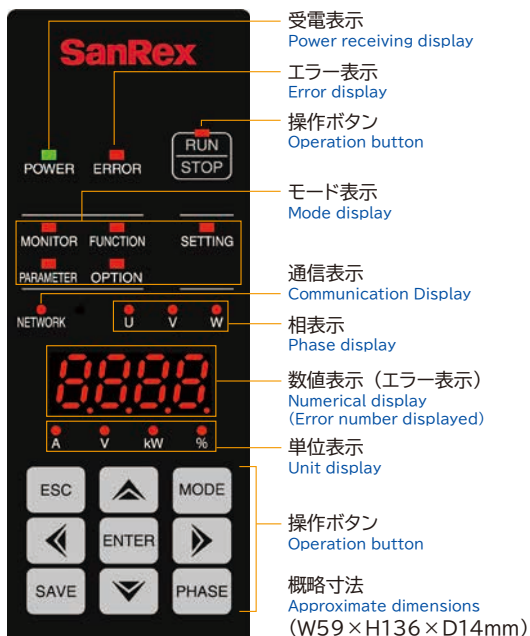 SanRex
POWER
ERROR
RUN
STOP
MONITOR
FUNCTION
SETTING
PARAMETER
OPTION
NETWORK
U
V
W
8.8.8.8.
A
V
kW
%
ESC
MODE
ENTER
SAVE
PHASE
受電表示
Power receiving display
エラー表示
Error display
操作ボタン
Operation button
モード表示
Mode display
通信表示
Communication Display
相表示
Phase display
数値表示（エラー表示）
Numerical display
(Error number displayed)
単位表示
Unit display
操作ボタン
Operation button
概略寸法
Approximate dimensions
(W59×H136×D14mm)